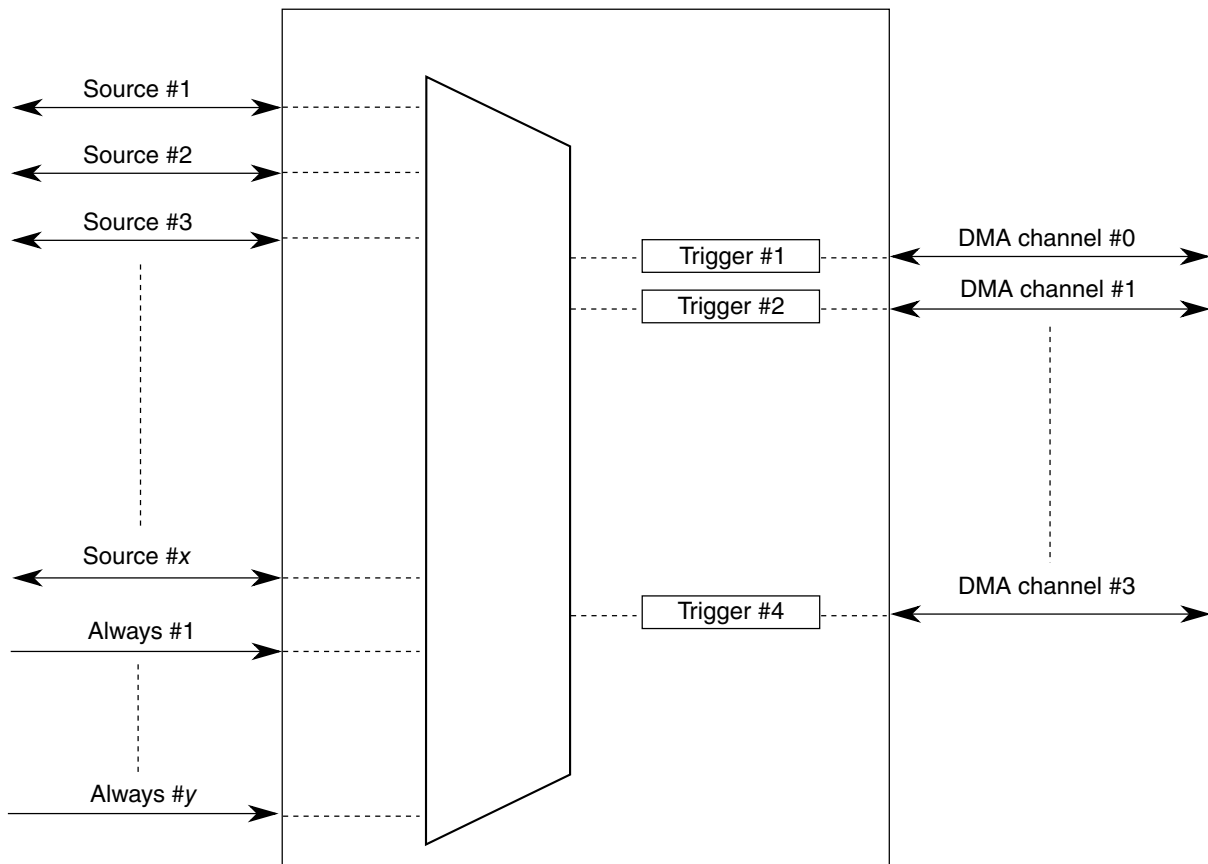 Source #1
Source #2
Source #3
Source #x
Always #1
Always #y
Trigger #1
Trigger #2
Trigger #4
DMA channel #0
DMA channel #1
DMA channel #3